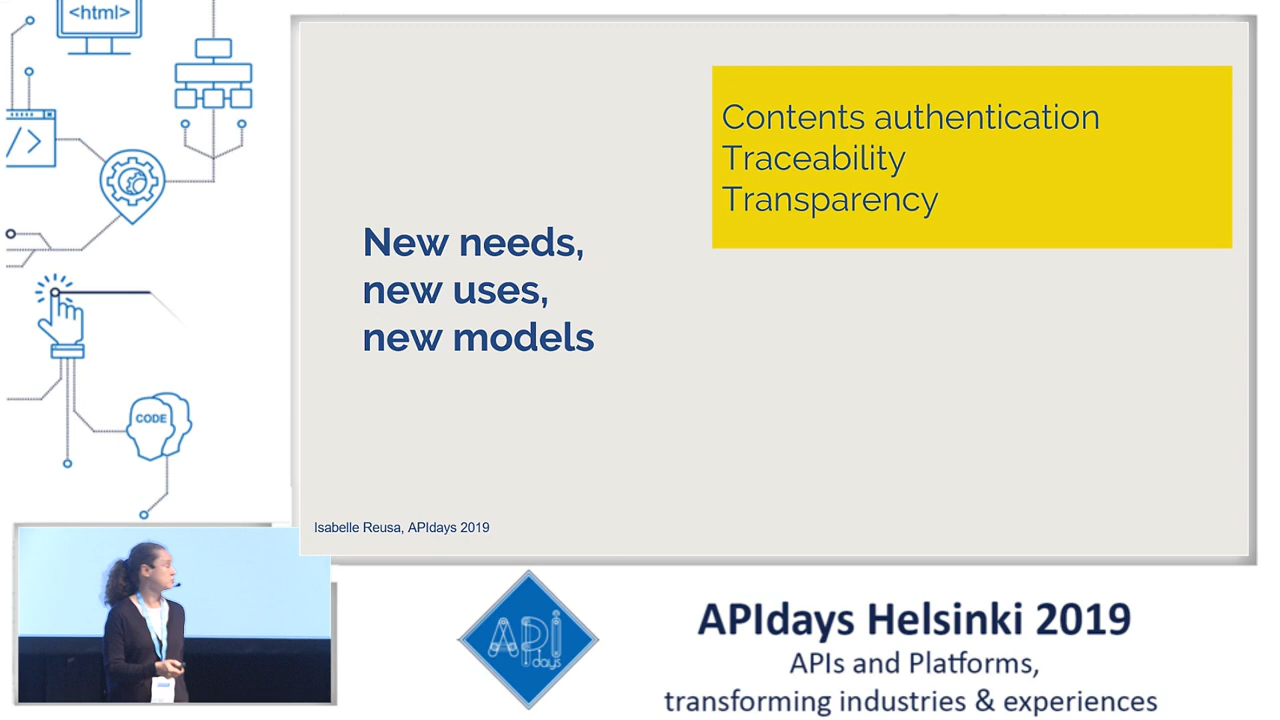 <html>
</>
CODE
New needs,
new uses,
new models
Contents authentication
Traceability
Transparency
Isabelle Reusa, APIdays 2019
API
days
APIdays Helsinki 2019
APIs and Platforms,
transforming industries & experiences